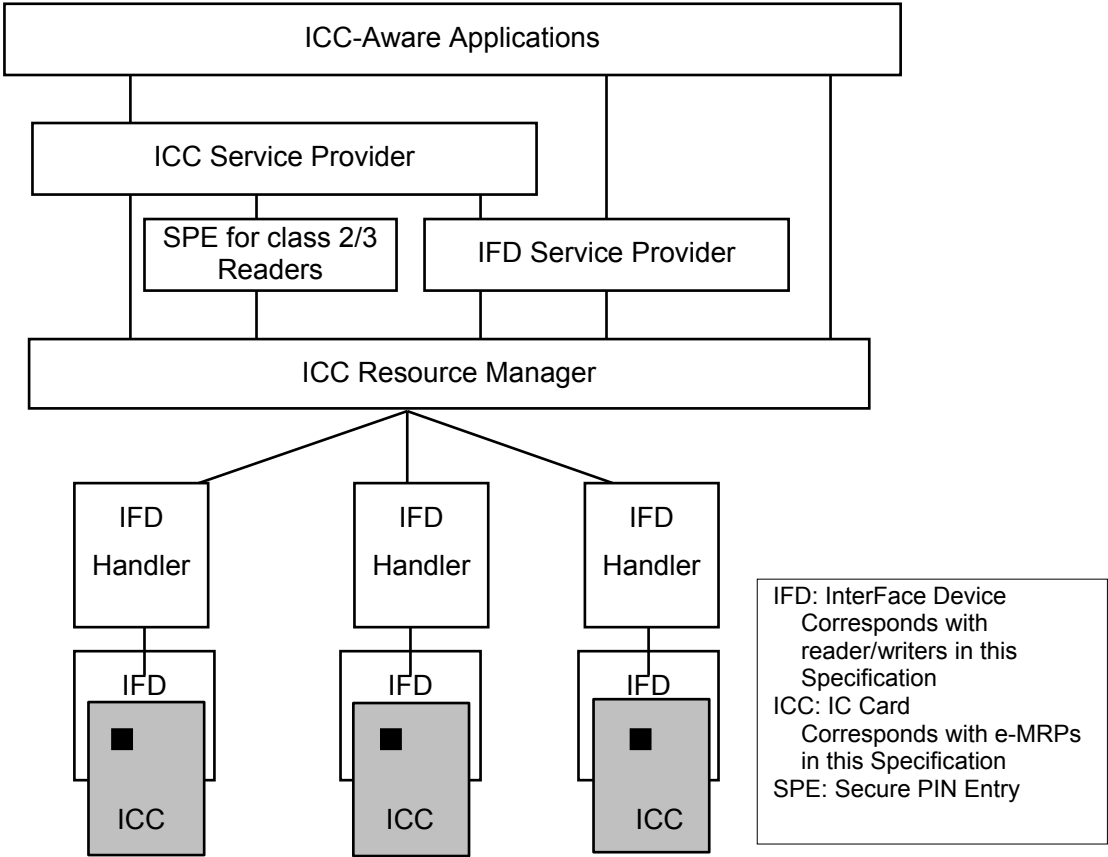 ICC-Aware Applications
ICC Service Provider
SPE for class 2/3
Readers
IFD Service Provider
ICC Resource Manager
IFD
Handler
IFD
Handler
IFD
Handler
IFD
ICC
IFD
ICC
IFD
ICC
IFD: InterFace Device
Corresponds with
reader/writers in this
Specification
ICC: IC Card
Corresponds with e-MRPs
in this Specification
SPE: Secure PIN Entry